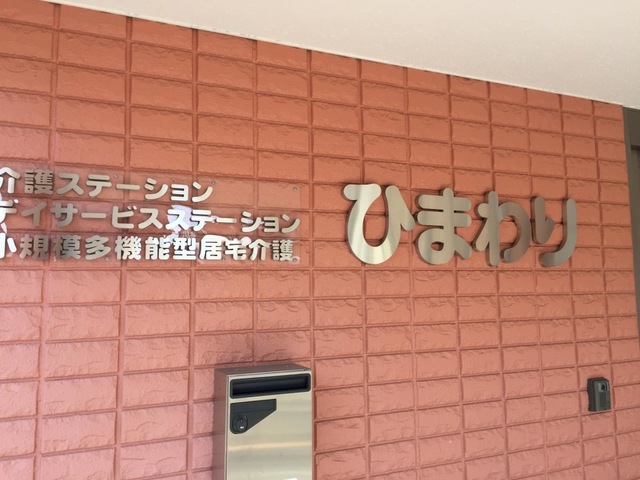 介護ステーション
デイサービスステーション
小規模多機能型居宅介護
ひまわり